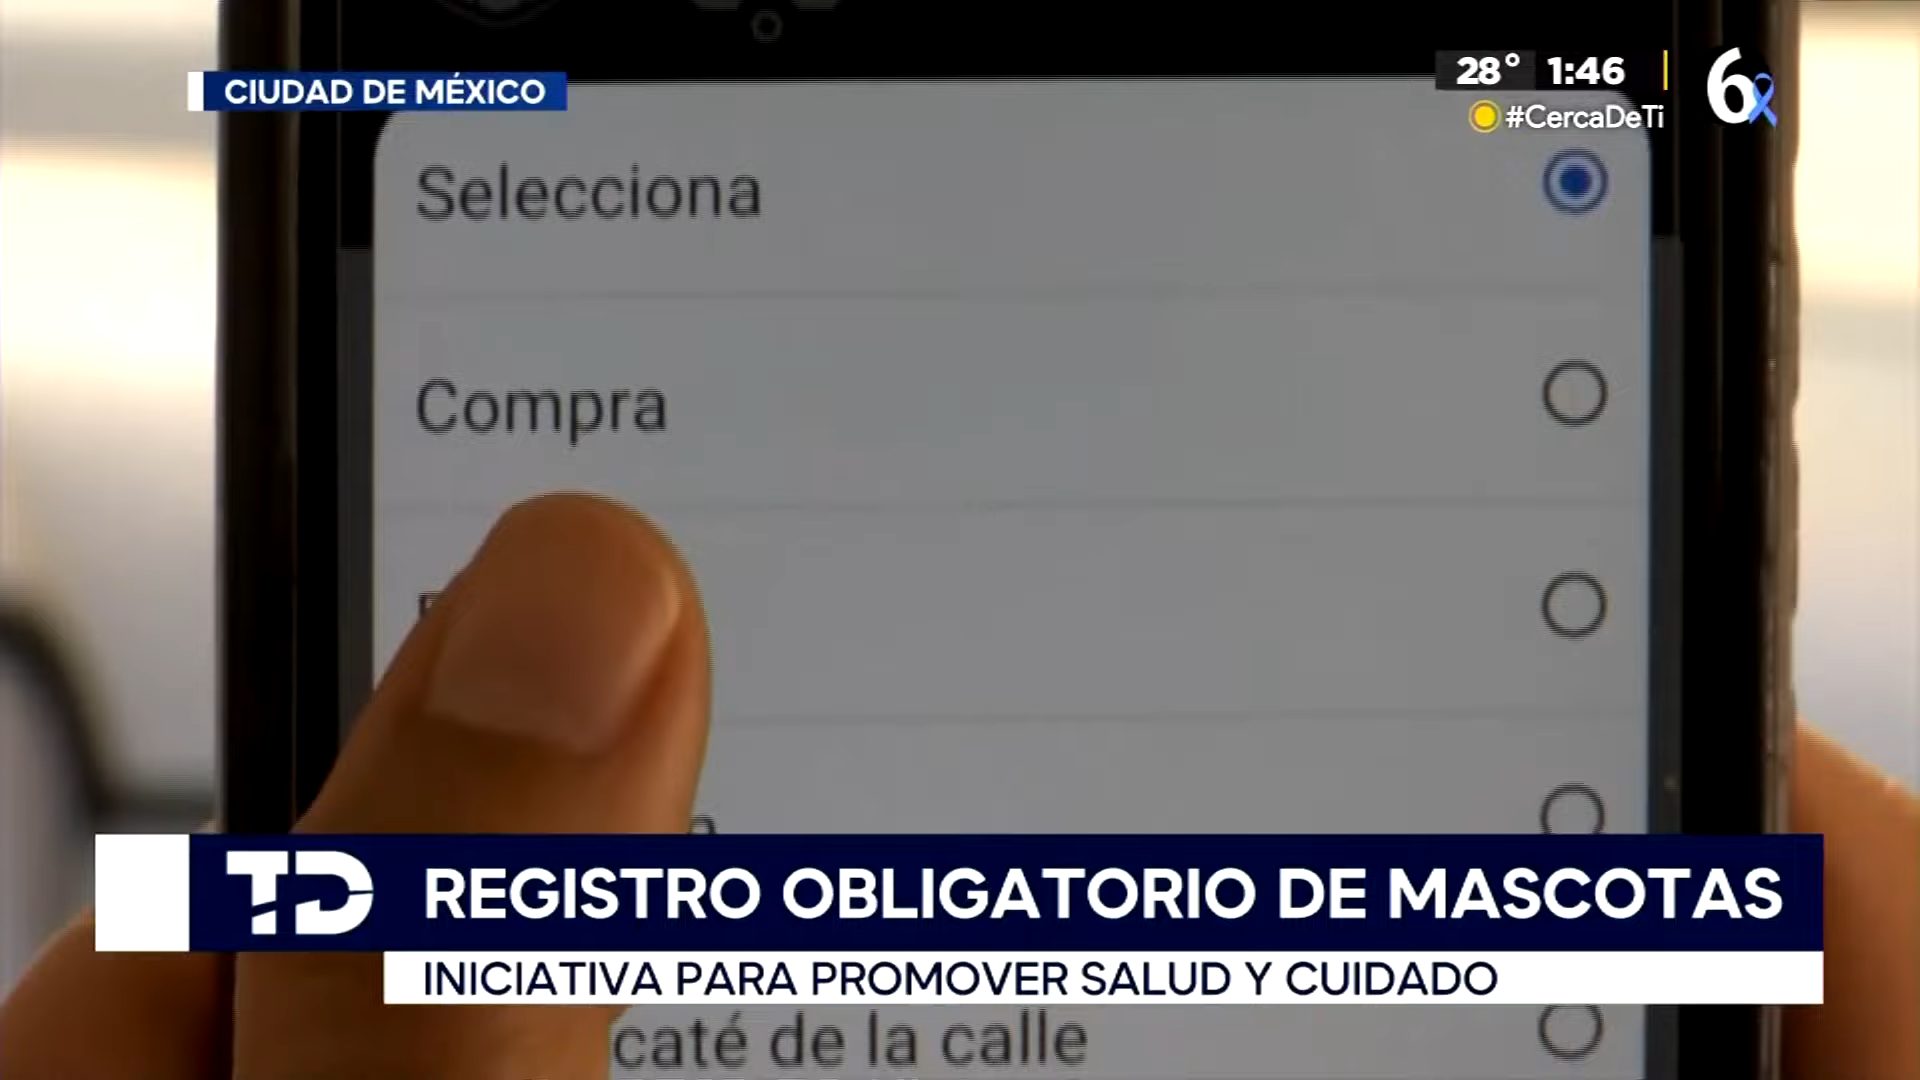 CIUDAD DE MÉXICO
28° 1:46
#CercaDeTi
6
Selecciona
Compra
TD REGISTRO OBLIGATORIO DE MASCOTAS
INICIATIVA PARA PROMOVER SALUD Y CUIDADO
caté de la calle